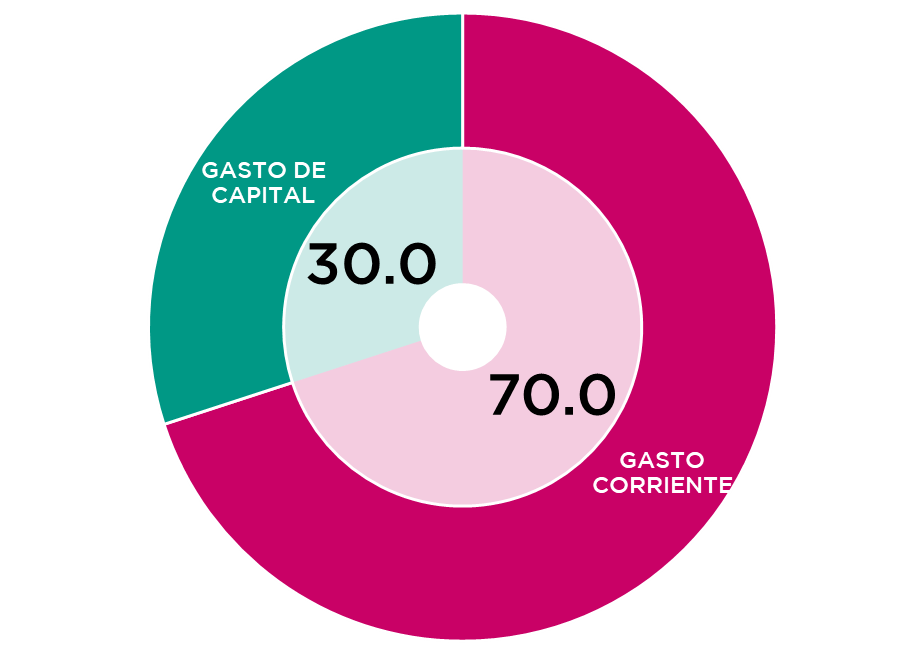 GASTO DE
CAPITAL
30.0
70.0
GASTO
CORRIENTE